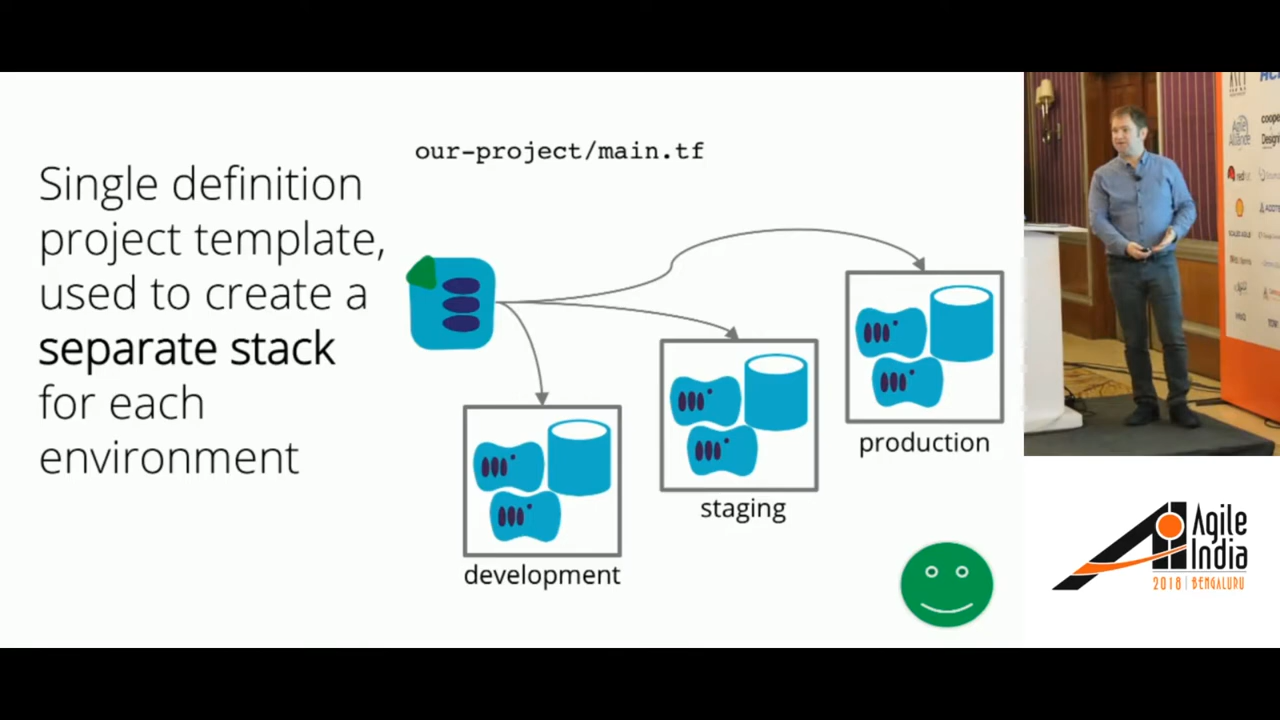 Single definition
project template,
used to create a
separate stack
for each
environment
our-project/main.tf
development
staging
production
Agile
India
2018 | BENGALURU
redhat